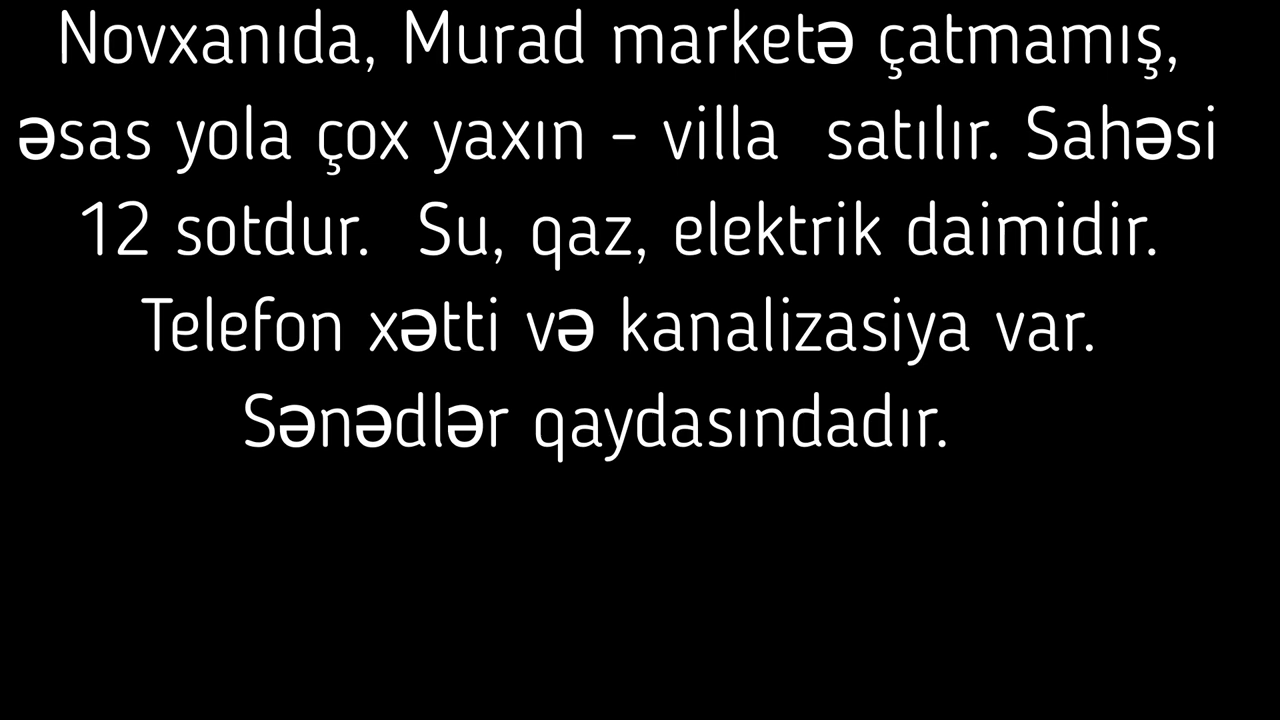 Novxanıda, Murad marketə çatmamış,
əsas yola çox yaxın - villa  satılır. Sahəsi
12 sotdur.  Su, qaz, elektrik daimidir.
Telefon xətti və kanalizasiya var.
Sənədlər qaydasındadır.